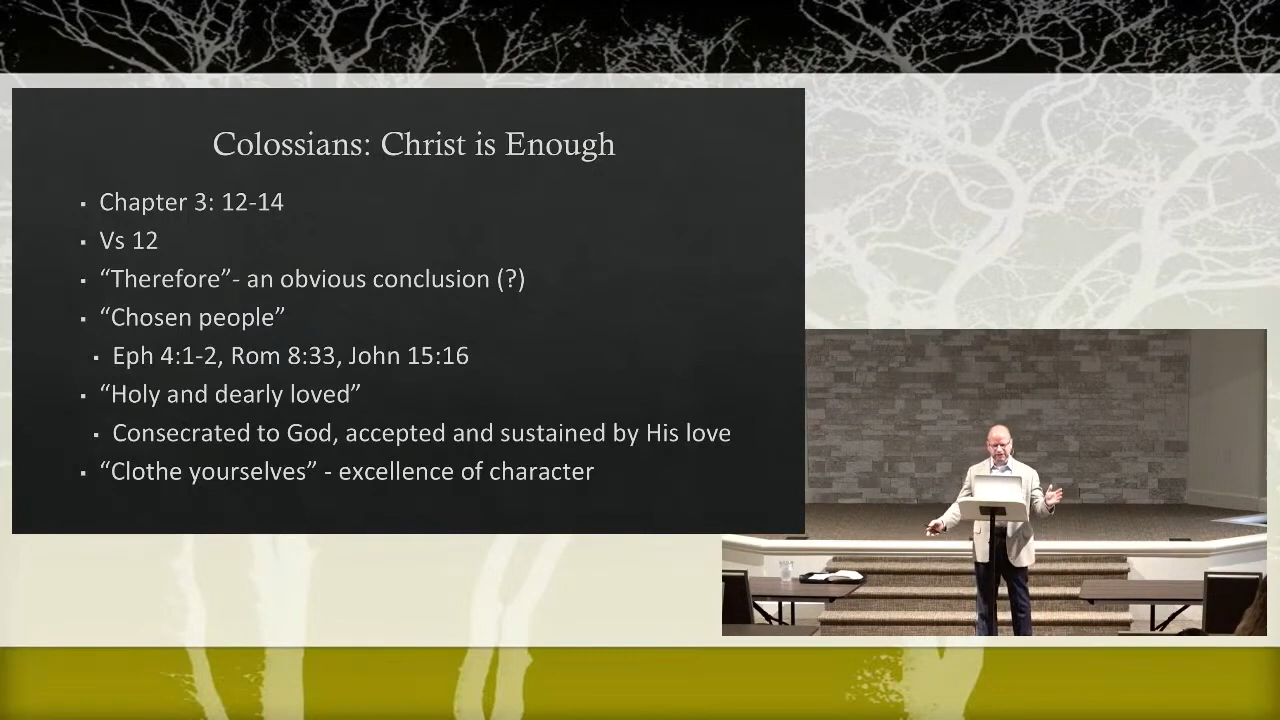 Colossians: Christ is Enough
▪ Chapter 3: 12-14
▪ Vs 12
▪ “Therefore”- an obvious conclusion (?)
▪ “Chosen people”
▪ Eph 4:1-2, Rom 8:33, John 15:16
▪ “Holy and dearly loved”
▪ Consecrated to God, accepted and sustained by His love
▪ “Clothe yourselves” - excellence of character